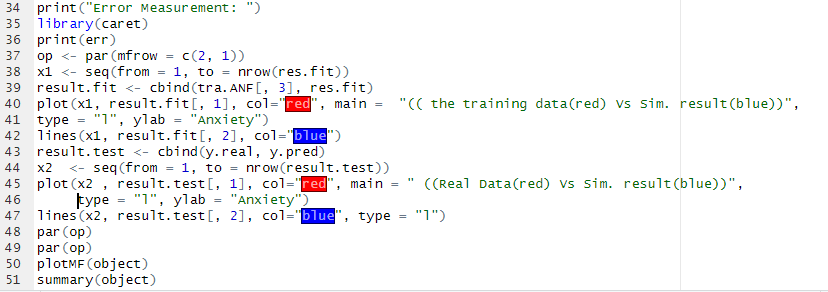 34 print("Error Measurement: ")
35 library(caret)
36 print(err)
37 op <- par(mfrow = c(2, 1))
38 x1 <- seq(from = 1, to = nrow(res.fit))
39 result.fit <- cbind(tra.ANF[, 3], res.fit)
40 plot(x1, result.fit[, 1], col="red", main =  "(( the training data(red) Vs Sim. result(blue))",
41 type = "l", ylab = "Anxiety")
42 lines(x1, result.fit[, 2], col="blue")
43 result.test <- cbind(y.real, y.pred)
44 x2  <- seq(from = 1, to = nrow(result.test))
45 plot(x2 , result.test[, 1], col="red", main = " ((Real Data(red) Vs Sim. result(blue))",
46      type = "l", ylab = "Anxiety")
47 lines(x2, result.test[, 2], col="blue", type = "l")
48 par(op)
49 par(op)
50 plotMF(object)
51 summary(object)